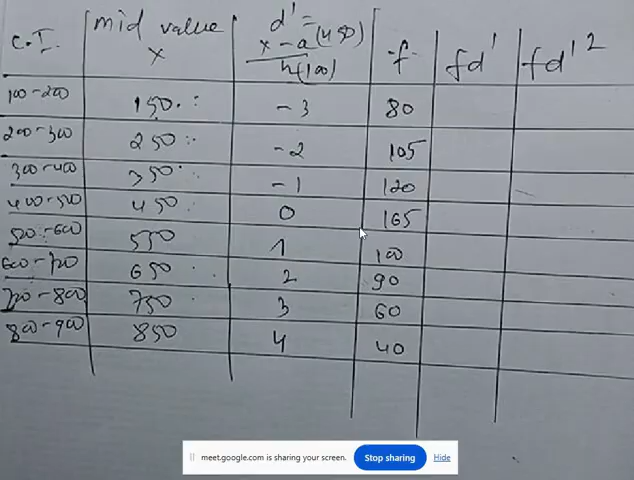 C.I. | mid value x | d' = x - a(450) / h(100) | f | fd' | fd'²
100-200 | 150 | -3 | 80
200-300 | 250 | -2 | 105
300-400 | 350 | -1 | 120
400-500 | 450 | 0 | 165
500-600 | 550 | 1 | 100
600-700 | 650 | 2 | 90
700-800 | 750 | 3 | 60
800-900 | 850 | 4 | 40
meet.google.com is sharing your screen. Stop sharing Hide